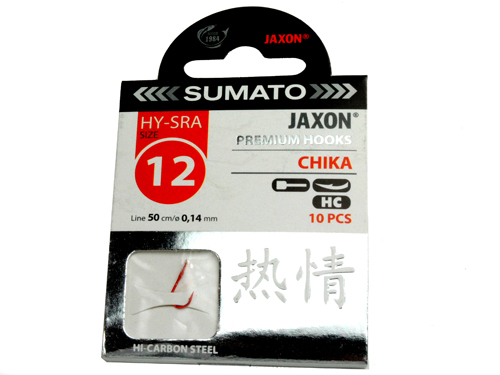 1984
JAXON®
SUMATO
HY-SRA
SIZE
12
JAXON®
PREMIUM HOOKS
CHIKA
HC
10 PCS
Line 50 cm/ø 0,14 mm
热情
HI-CARBON STEEL